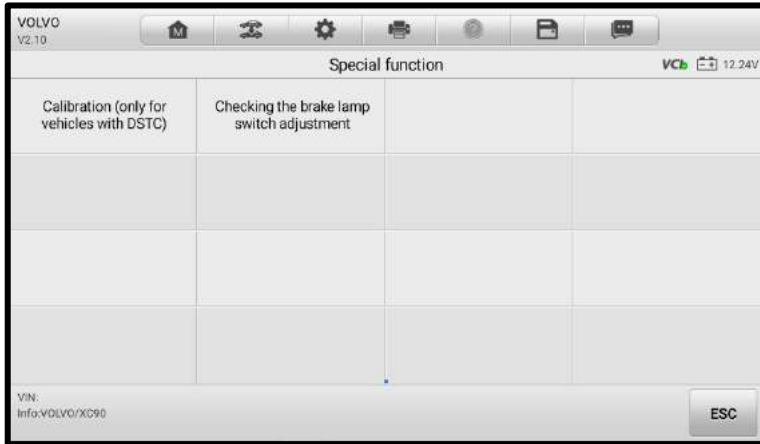 VOLVO
V2.10
M
Special function
VCb 12.24V
Calibration (only for
vehicles with DSTC)
Checking the brake lamp
switch adjustment
VIN:
Info:VOLVO/XC90
ESC